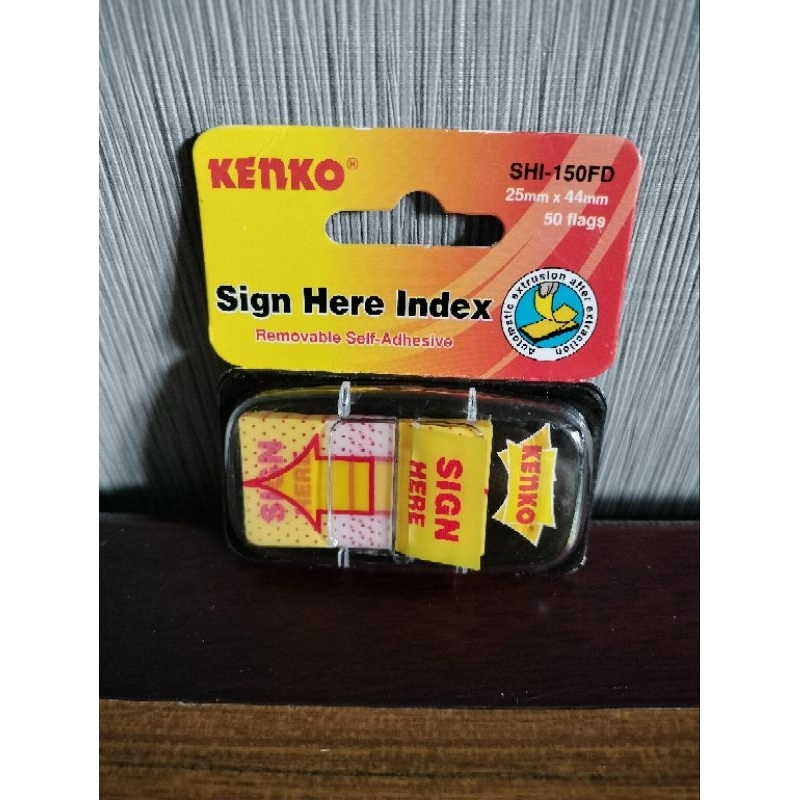 KENKO®
SHI-150FD
25mm x 44mm
50 flags
Sign Here Index
Removable Self-Adhesive
Automatic extrusion after extraction
SIGN
HERE
SIGN
HERE
KENKO